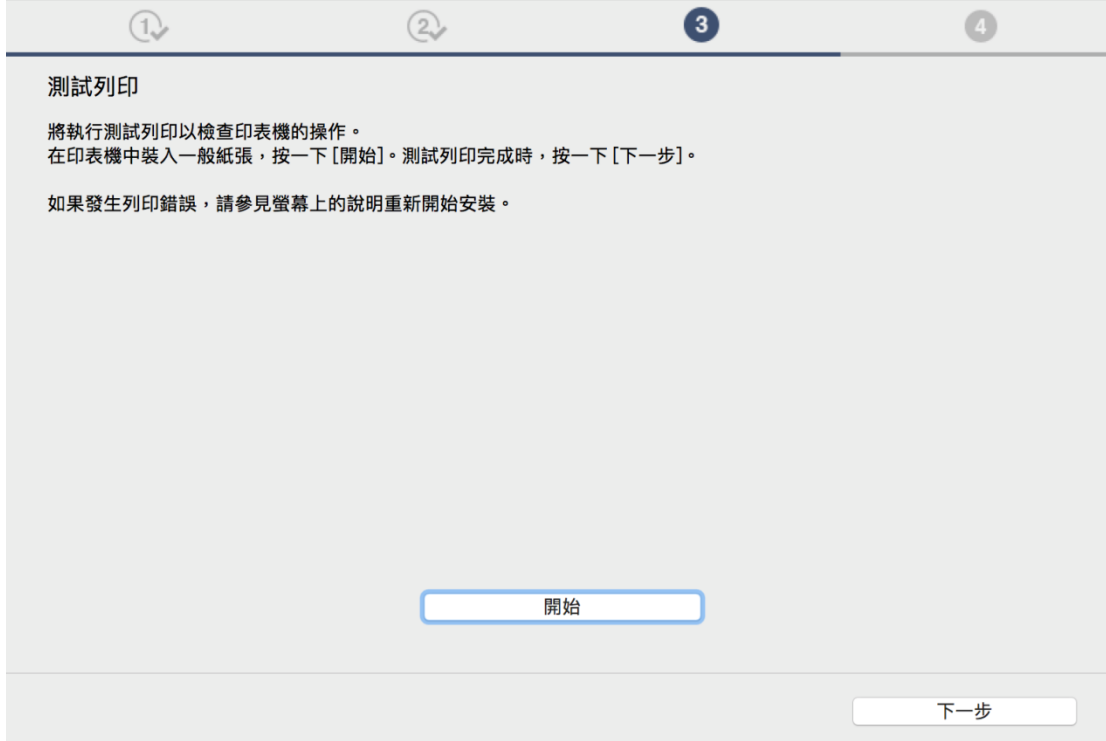 1
2
3
4
測試列印
將執行測試列印以檢查印表機的操作。
在印表機中裝入一般紙張，按一下[開始]。測試列印完成時，按一下[下一步]。
如果發生列印錯誤，請參見螢幕上的說明重新開始安裝。
開始
下一步